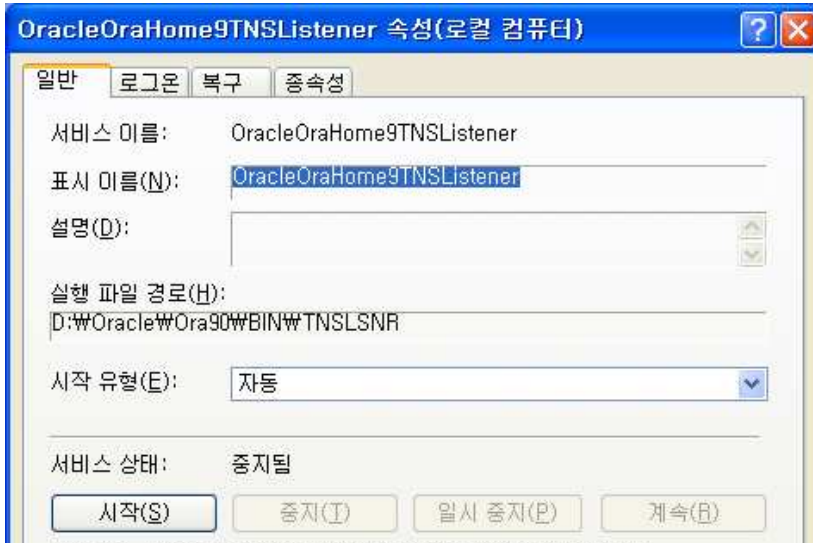 OracleOraHome9TNSListener 속성(로컬 컴퓨터)
일반 로그온 복구 종속성
서비스 이름: OracleOraHome9TNSListener
표시 이름(N): OracleOraHome9TNSListener
설명(D):
실행 파일 경로(H):
D:₩Oracle₩Ora90₩BIN₩TNSLSNR
시작 유형(E): 자동
서비스 상태: 중지됨
시작(S) 중지(T) 일시 중지(P) 계속(R)